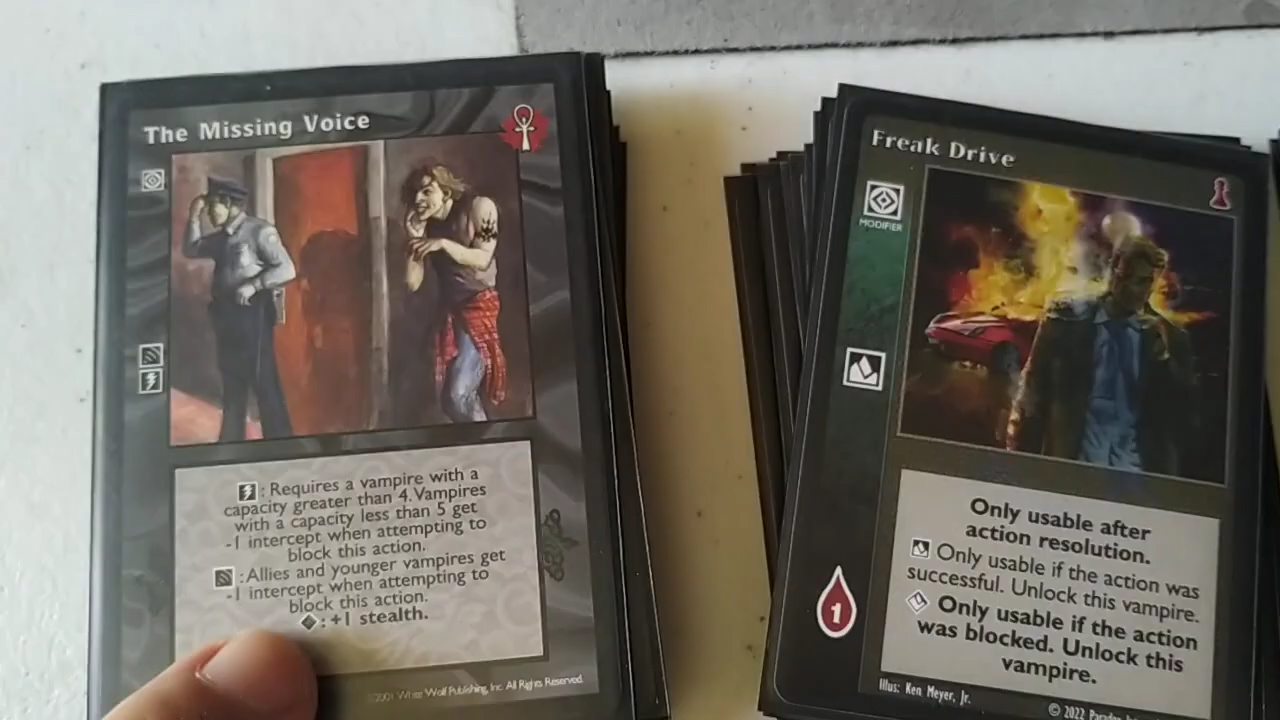 The Missing Voice
: Requires a vampire with a
capacity greater than 4. Vampires
with a capacity less than 5 get
-1 intercept when attempting to
block this action.
: Allies and younger vampires get
-1 intercept when attempting to
block this action.
: +1 stealth.
©2001 White Wolf Publishing, Inc. All Rights Reserved.
Freak Drive
MODIFIER
1
Only usable after
action resolution.
Only usable if the action was
successful. Unlock this vampire.
Only usable if the action
was blocked. Unlock this
vampire.
Illus: Ken Meyer, Jr.
© 2022